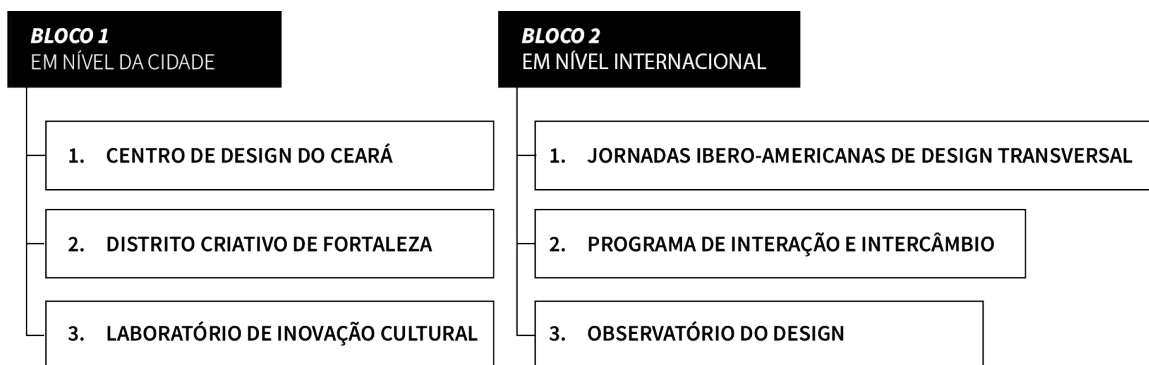 BLOCO 1
EM NÍVEL DA CIDADE
1. CENTRO DE DESIGN DO CEARÁ
2. DISTRITO CRIATIVO DE FORTALEZA
3. LABORATÓRIO DE INOVAÇÃO CULTURAL
BLOCO 2
EM NÍVEL INTERNACIONAL
1. JORNADAS IBERO-AMERICANAS DE DESIGN TRANSVERSAL
2. PROGRAMA DE INTERAÇÃO E INTERCÂMBIO
3. OBSERVATÓRIO DO DESIGN